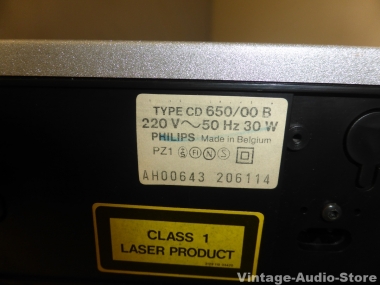 TYPE CD 650/00 B
220 V~50 Hz 30 W
PHILIPS Made in Belgium
PZ1 S FI N S
AH00643 206114
CLASS 1
LASER PRODUCT
Vintage-Audio-Store